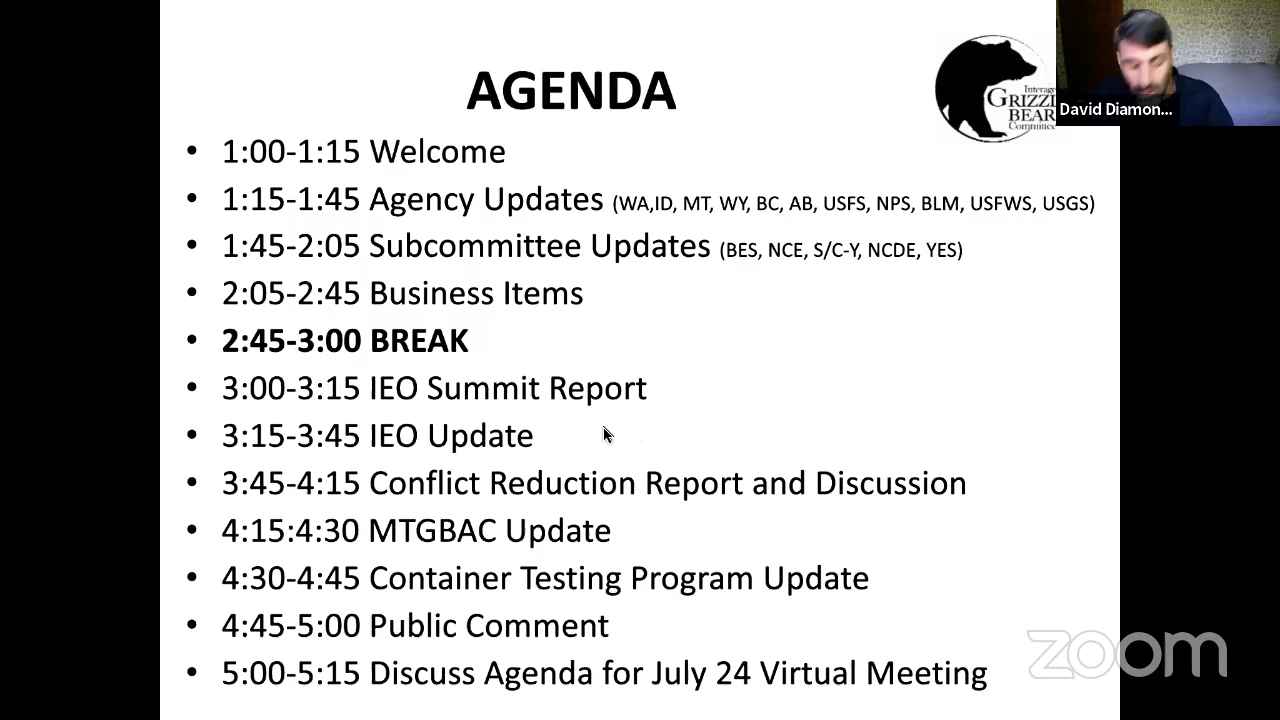 AGENDA
Interag
GRIZZL
BEAR
Committee
David Diamon...
• 1:00-1:15 Welcome
• 1:15-1:45 Agency Updates (WA,ID, MT, WY, BC, AB, USFS, NPS, BLM, USFWS, USGS)
• 1:45-2:05 Subcommittee Updates (BES, NCE, S/C-Y, NCDE, YES)
• 2:05-2:45 Business Items
• 2:45-3:00 BREAK
• 3:00-3:15 IEO Summit Report
• 3:15-3:45 IEO Update
• 3:45-4:15 Conflict Reduction Report and Discussion
• 4:15:4:30 MTGBAC Update
• 4:30-4:45 Container Testing Program Update
• 4:45-5:00 Public Comment
• 5:00-5:15 Discuss Agenda for July 24 Virtual Meeting
zoom